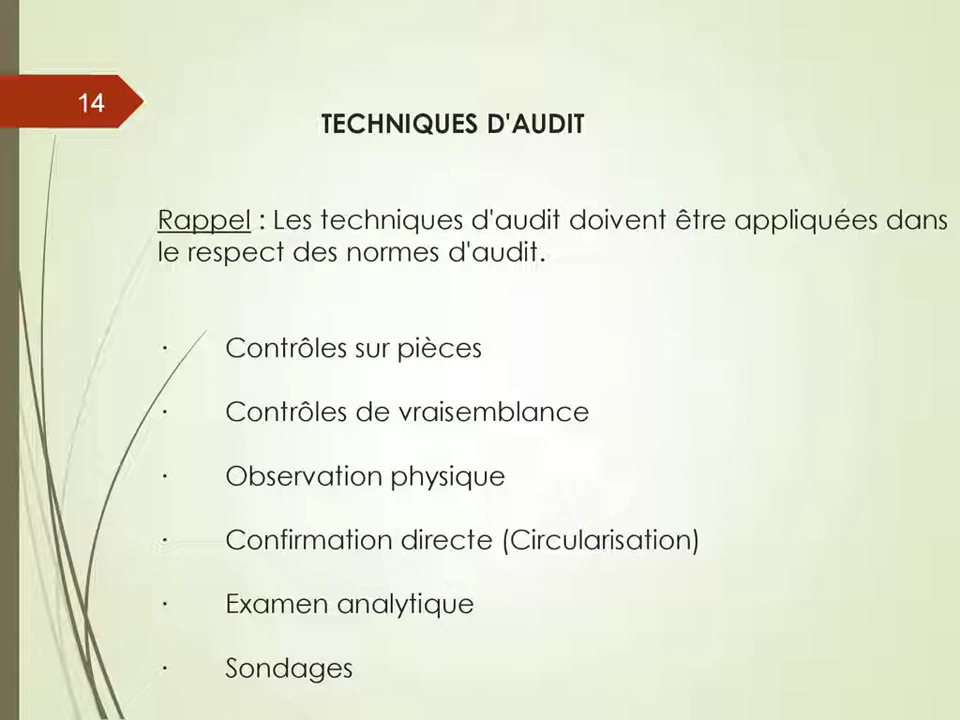 14
TECHNIQUES D'AUDIT
Rappel : Les techniques d'audit doivent être appliquées dans
le respect des normes d'audit.
· Contrôles sur pièces
· Contrôles de vraisemblance
· Observation physique
· Confirmation directe (Circularisation)
· Examen analytique
· Sondages